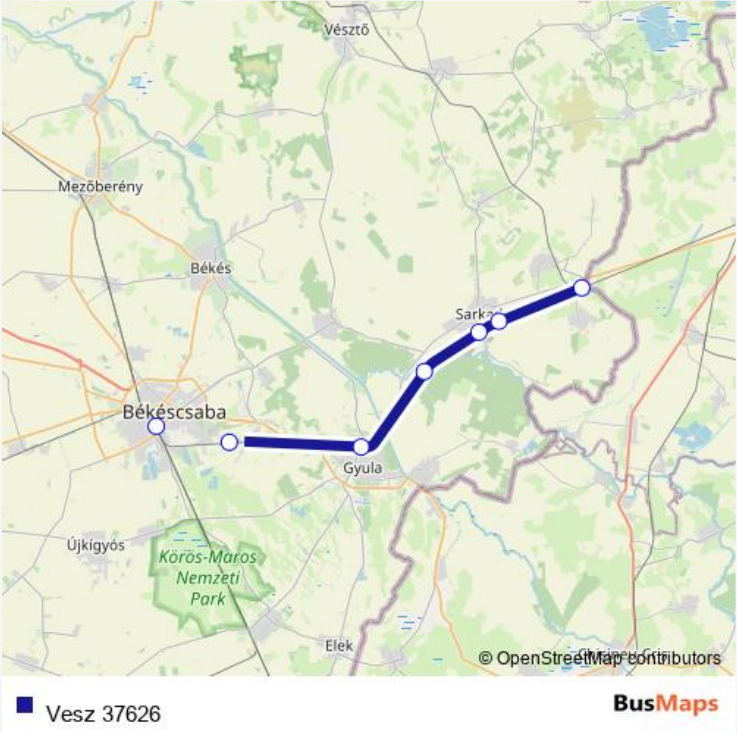 Vésztő
Mezőberény
Békés
Sarka
Békéscsaba
Gyula
Újkígyós
Körös-Maros
Nemzeti
Park
Elek
© OpenStreetMap contributors
BusMaps
Vesz 37626